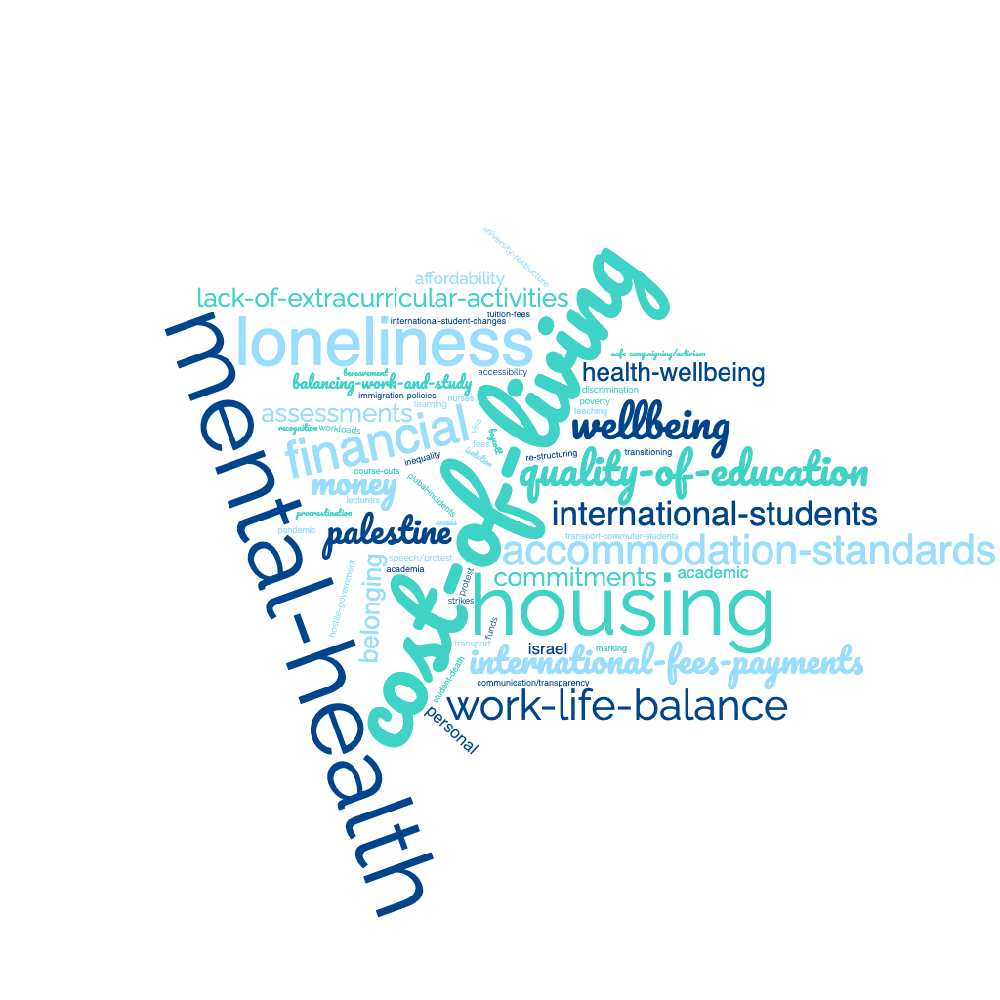 university-restructure
affordability
lack-of-extracurricular-activities
tuition-fees
international-student-changes
loneliness
mental-health
cost-of-living
safe-campaigning/activism
health-wellbeing
accessibility
bereavement
balancing-work-and-study
discrimination
immigration-policies
nurses
learning
poverty
teaching
assessments
visa
wellbeing
recognition
workloads
boycott
financial
fees
isolation
inequality
re-structuring
transitioning
course-cuts
quality-of-education
money
global-incidents
lecturers
procrastination
international-students
access
pandemic
palestine
transport-commuter-students
accommodation-standards
speech/protest
academia
belonging
hostile-government
protest
commitments
academic
strikes
housing
funds
transport
israel
marking
international-fees-payments
student-death
communication/transparency
work-life-balance
personal